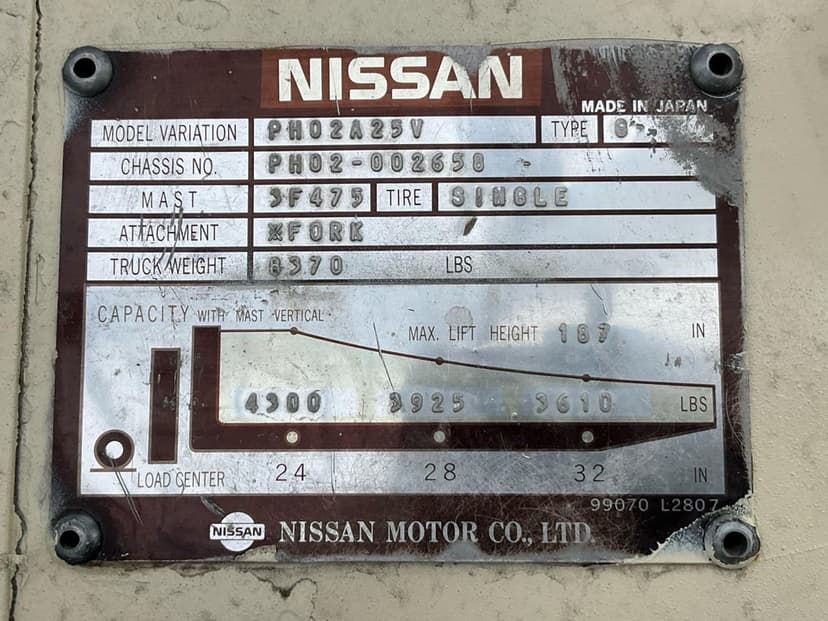 NISSAN
MADE IN JAPAN
MODEL VARIATION PH02A25V TYPE
CHASSIS NO. PH02-002658
MAST 3F475 TIRE SINGLE
ATTACHMENT XFORK
TRUCK WEIGHT 8370 LBS
CAPACITY WITH MAST VERTICAL
MAX. LIFT HEIGHT 187 IN
4300 3925 3610 LBS
LOAD CENTER 24 28 32 IN
99070 L2807
NISSAN NISSAN MOTOR CO., LTD.